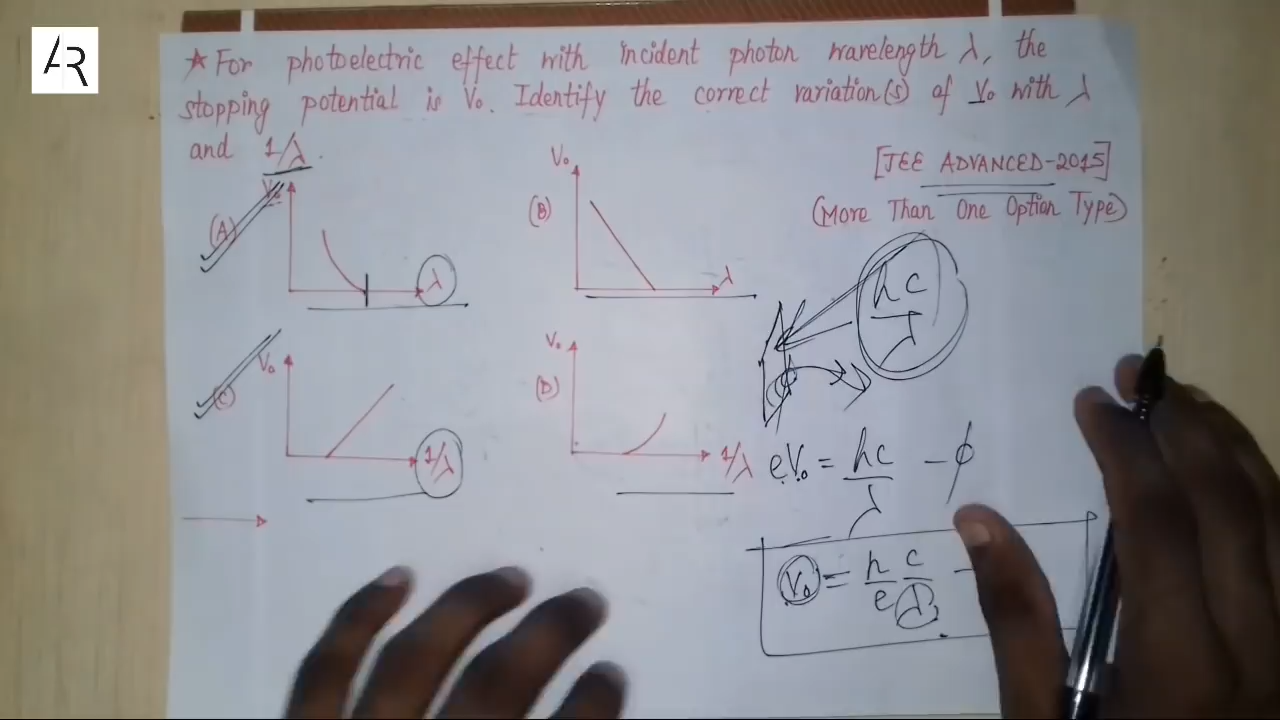 AR
★ For photoelectric effect with incident photon wavelength λ, the
stopping potential is V₀. Identify the correct variation(s) of V₀ with λ
and 1/λ.
[JEE ADVANCED-2015]
(More Than One Option Type)
(A) V₀ λ
(B) V₀ λ
(C) V₀ 1/λ
(D) V₀ 1/λ
hc/λ
eV₀ = hc/λ - ϕ
V₀ = h/e c/λ -